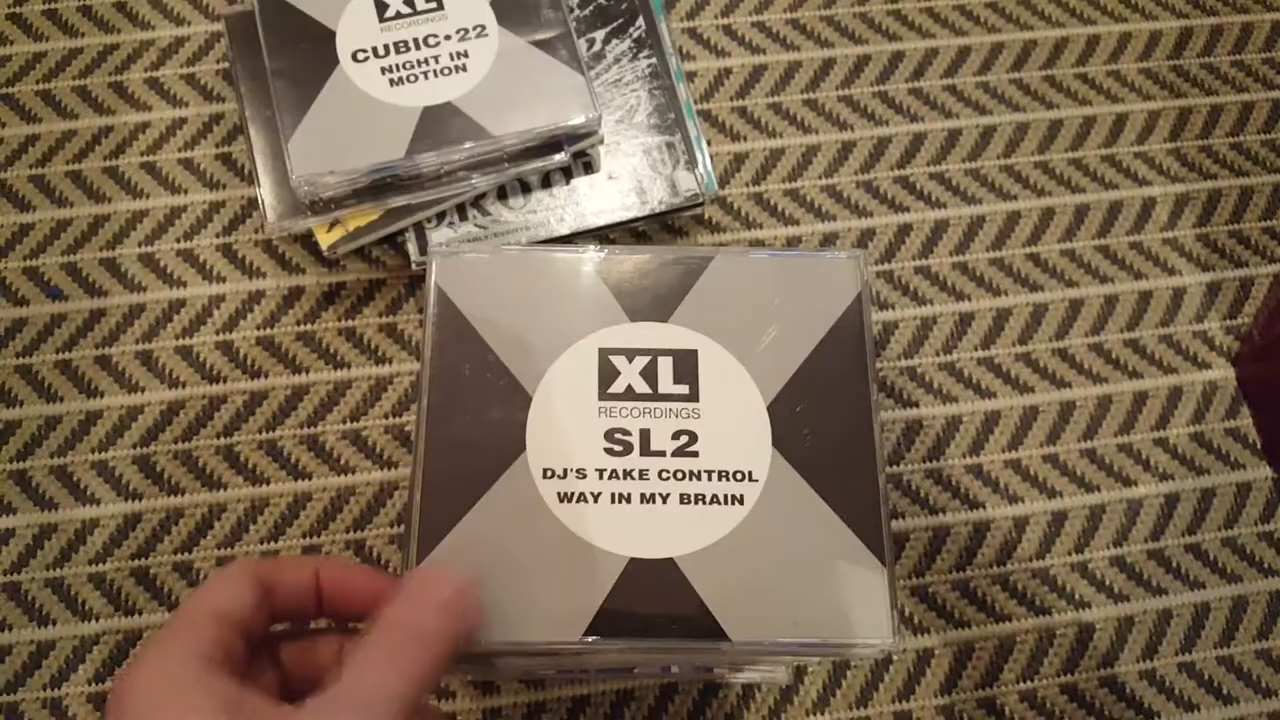 XL
RECORDINGS
CUBIC•22
NIGHT IN
MOTION
XL
RECORDINGS
SL2
DJ'S TAKE CONTROL
WAY IN MY BRAIN